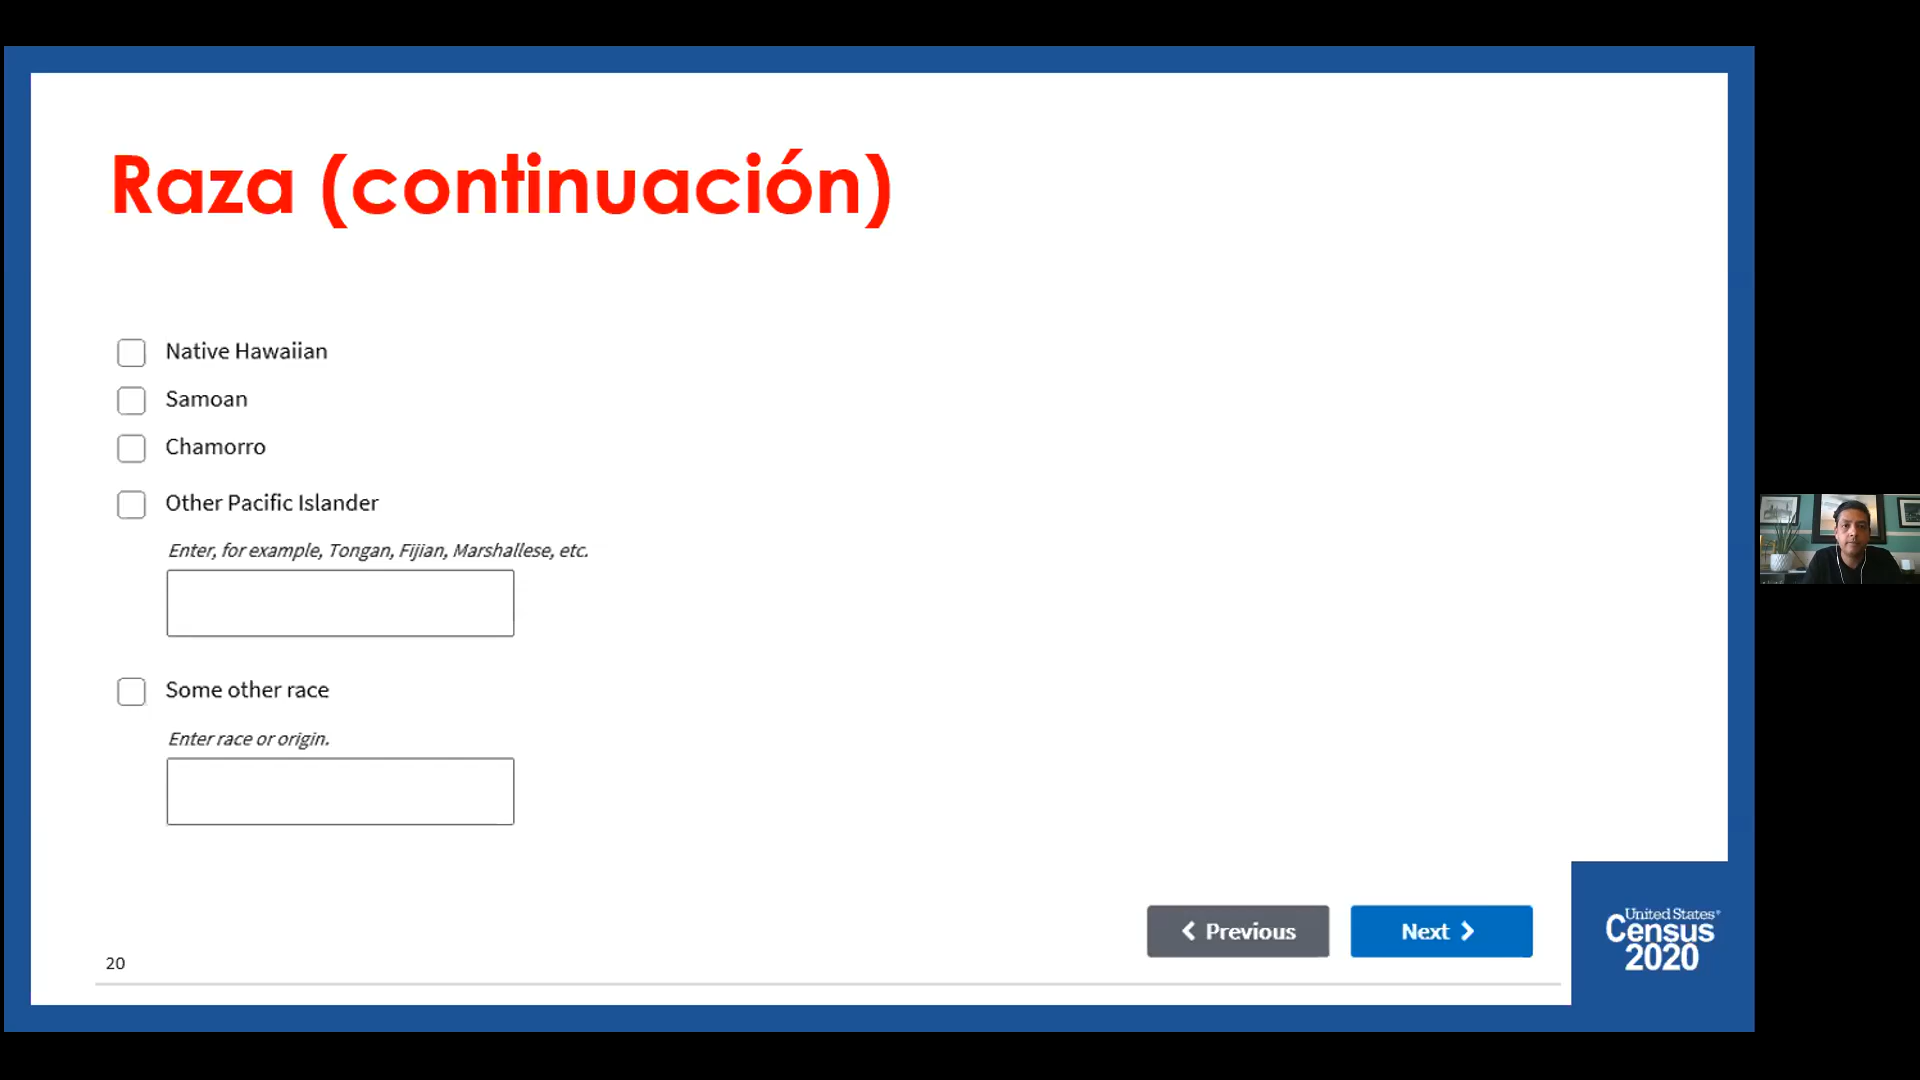 Raza (continuación)
Native Hawaiian
Samoan
Chamorro
Other Pacific Islander
Enter, for example, Tongan, Fijian, Marshallese, etc.
Some other race
Enter race or origin.
Previous
Next
United States®
Census
2020
20